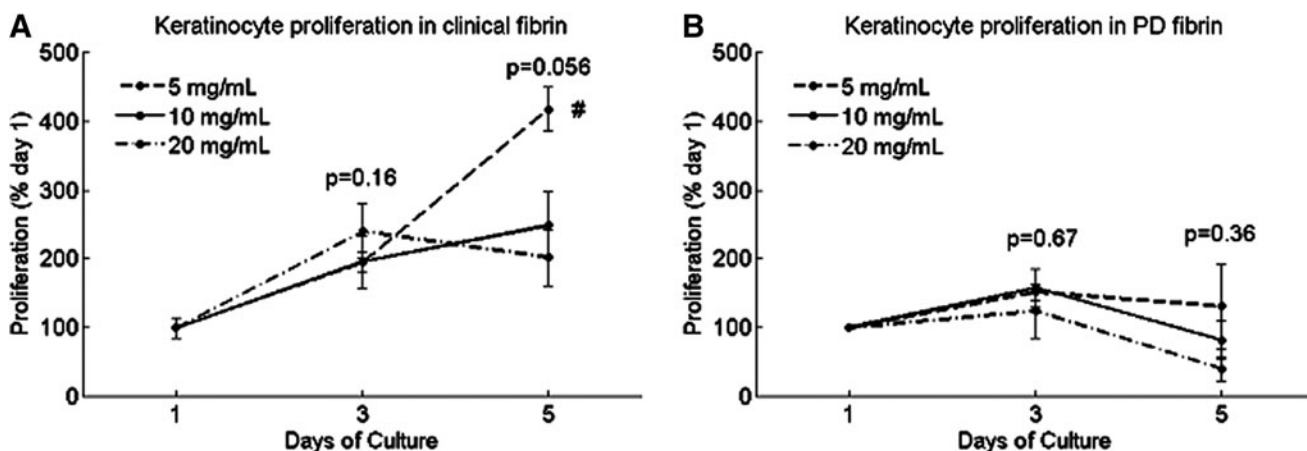 A
Keratinocyte proliferation in clinical fibrin
500
400
300
200
100
0
Proliferation (% day 1)
5 mg/mL
10 mg/mL
20 mg/mL
p=0.16
p=0.056
#
1
3
5
Days of Culture
B
Keratinocyte proliferation in PD fibrin
500
400
300
200
100
0
Proliferation (% day 1)
5 mg/mL
10 mg/mL
20 mg/mL
p=0.67
p=0.36
1
3
5
Days of Culture